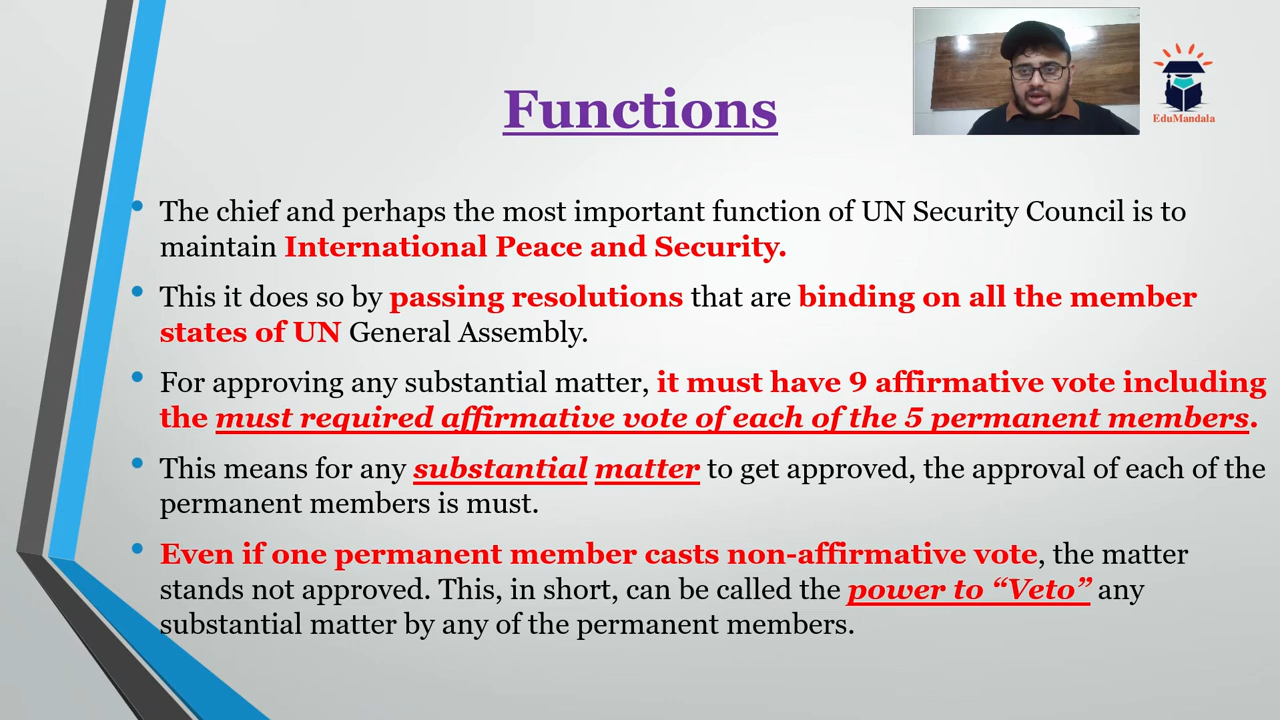 Functions
EduMandala
The chief and perhaps the most important function of UN Security Council is to
maintain International Peace and Security.
This it does so by passing resolutions that are binding on all the member
states of UN General Assembly.
For approving any substantial matter, it must have 9 affirmative vote including
the must required affirmative vote of each of the 5 permanent members.
This means for any substantial matter to get approved, the approval of each of the
permanent members is must.
Even if one permanent member casts non-affirmative vote, the matter
stands not approved. This, in short, can be called the power to “Veto” any
substantial matter by any of the permanent members.